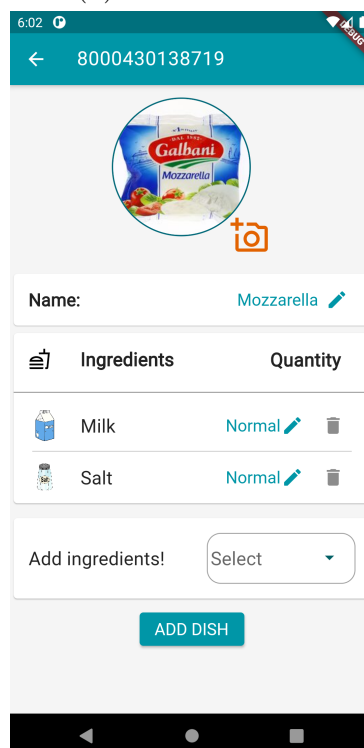 6:02
DEBUG
8000430138719
Galbani
Mozzarella
Name:
Mozzarella
Ingredients
Quantity
Milk
Normal
Salt
Normal
Add ingredients!
Select
ADD DISH